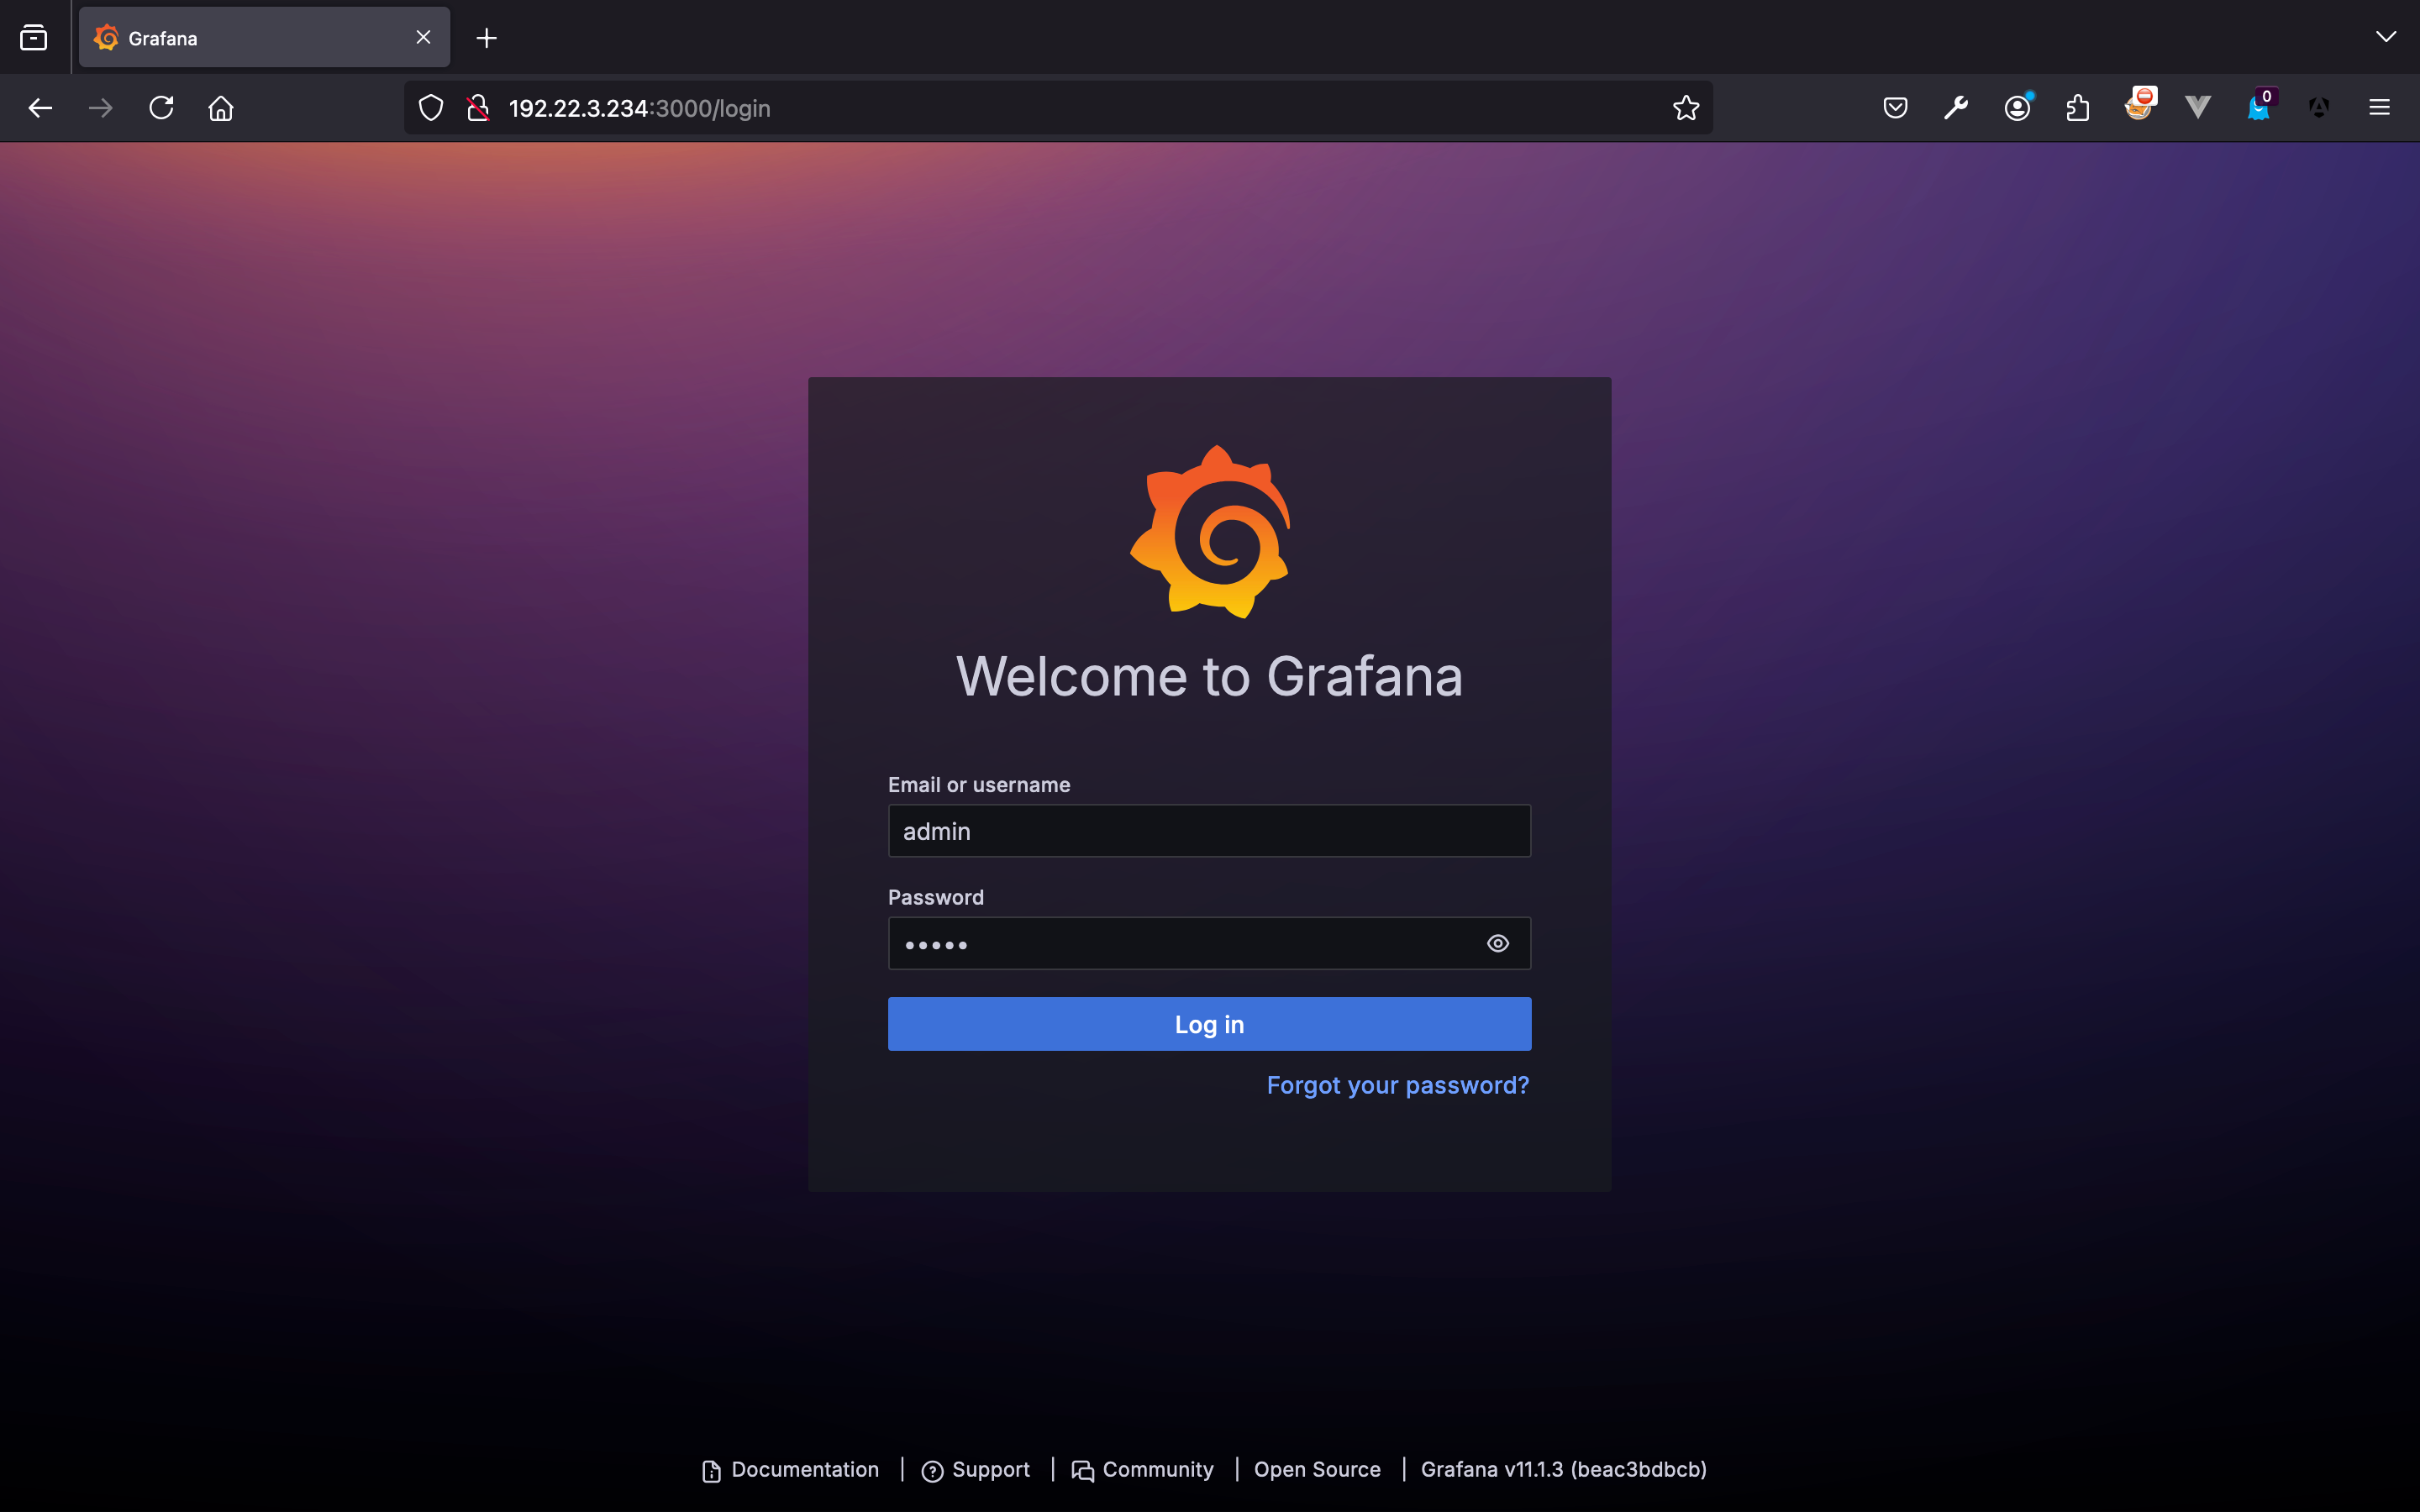 Grafana
192.22.3.234:3000/login
0
Welcome to Grafana
Email or username
admin
Password
•••••
Log in
Forgot your password?
Documentation | Support | Community | Open Source | Grafana v11.1.3 (beac3bdbcb)